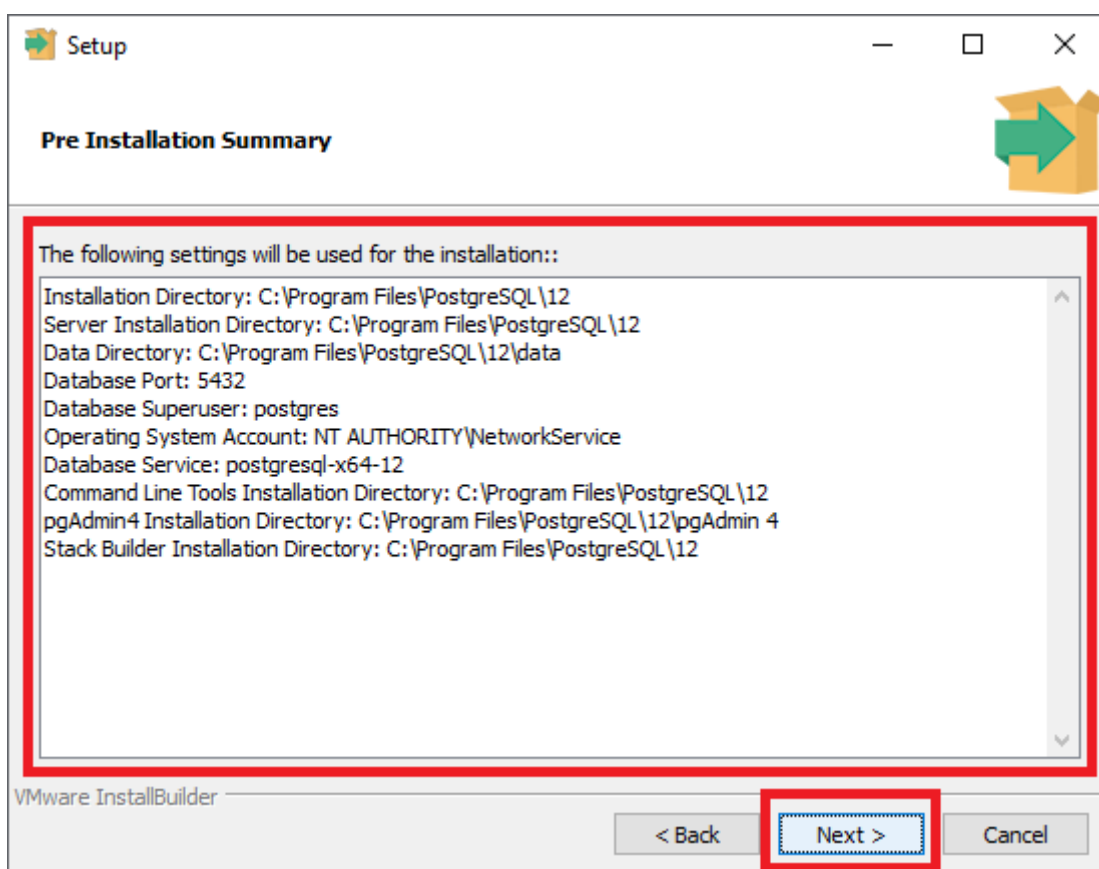 Setup
Pre Installation Summary
The following settings will be used for the installation::
Installation Directory: C:\Program Files\PostgreSQL\12
Server Installation Directory: C:\Program Files\PostgreSQL\12
Data Directory: C:\Program Files\PostgreSQL\12\data
Database Port: 5432
Database Superuser: postgres
Operating System Account: NT AUTHORITY\NetworkService
Database Service: postgresql-x64-12
Command Line Tools Installation Directory: C:\Program Files\PostgreSQL\12
pgAdmin4 Installation Directory: C:\Program Files\PostgreSQL\12\pgAdmin 4
Stack Builder Installation Directory: C:\Program Files\PostgreSQL\12
VMware InstallBuilder
< Back Next > Cancel